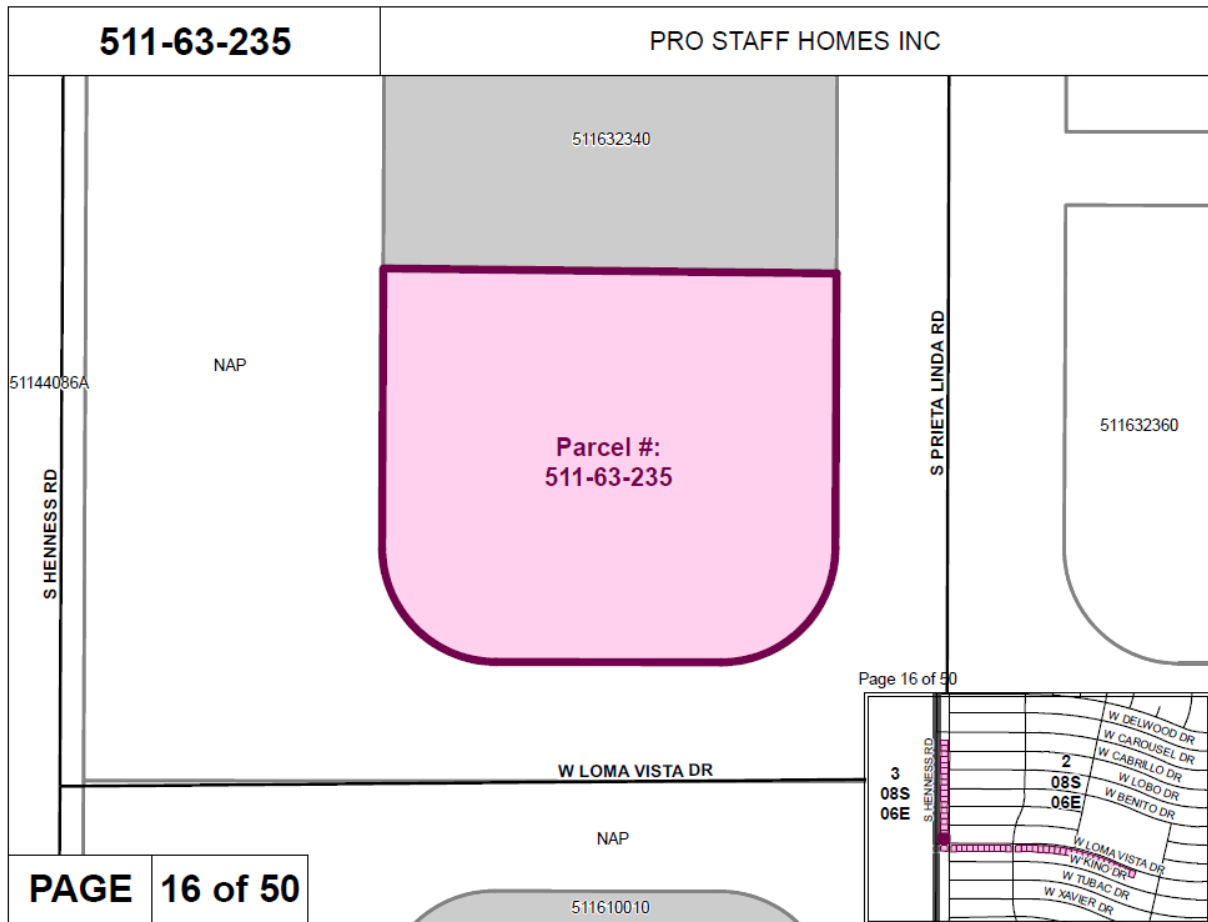 511-63-235
PRO STAFF HOMES INC
511632340
NAP
51144086A
S HENNESS RD
Parcel #:
511-63-235
S PRIETA LINDA RD
511632360
W LOMA VISTA DR
NAP
511610010
Page 16 of 50
3
08S
06E
S HENNESS RD
2
08S
06E
W DELWOOD DR
W CAROUSEL DR
W CABRILLO DR
W LOBO DR
W BENITO DR
W LOMA VISTA DR
W KINO DR
W TUBAC DR
W XAVIER DR
PAGE
16 of 50